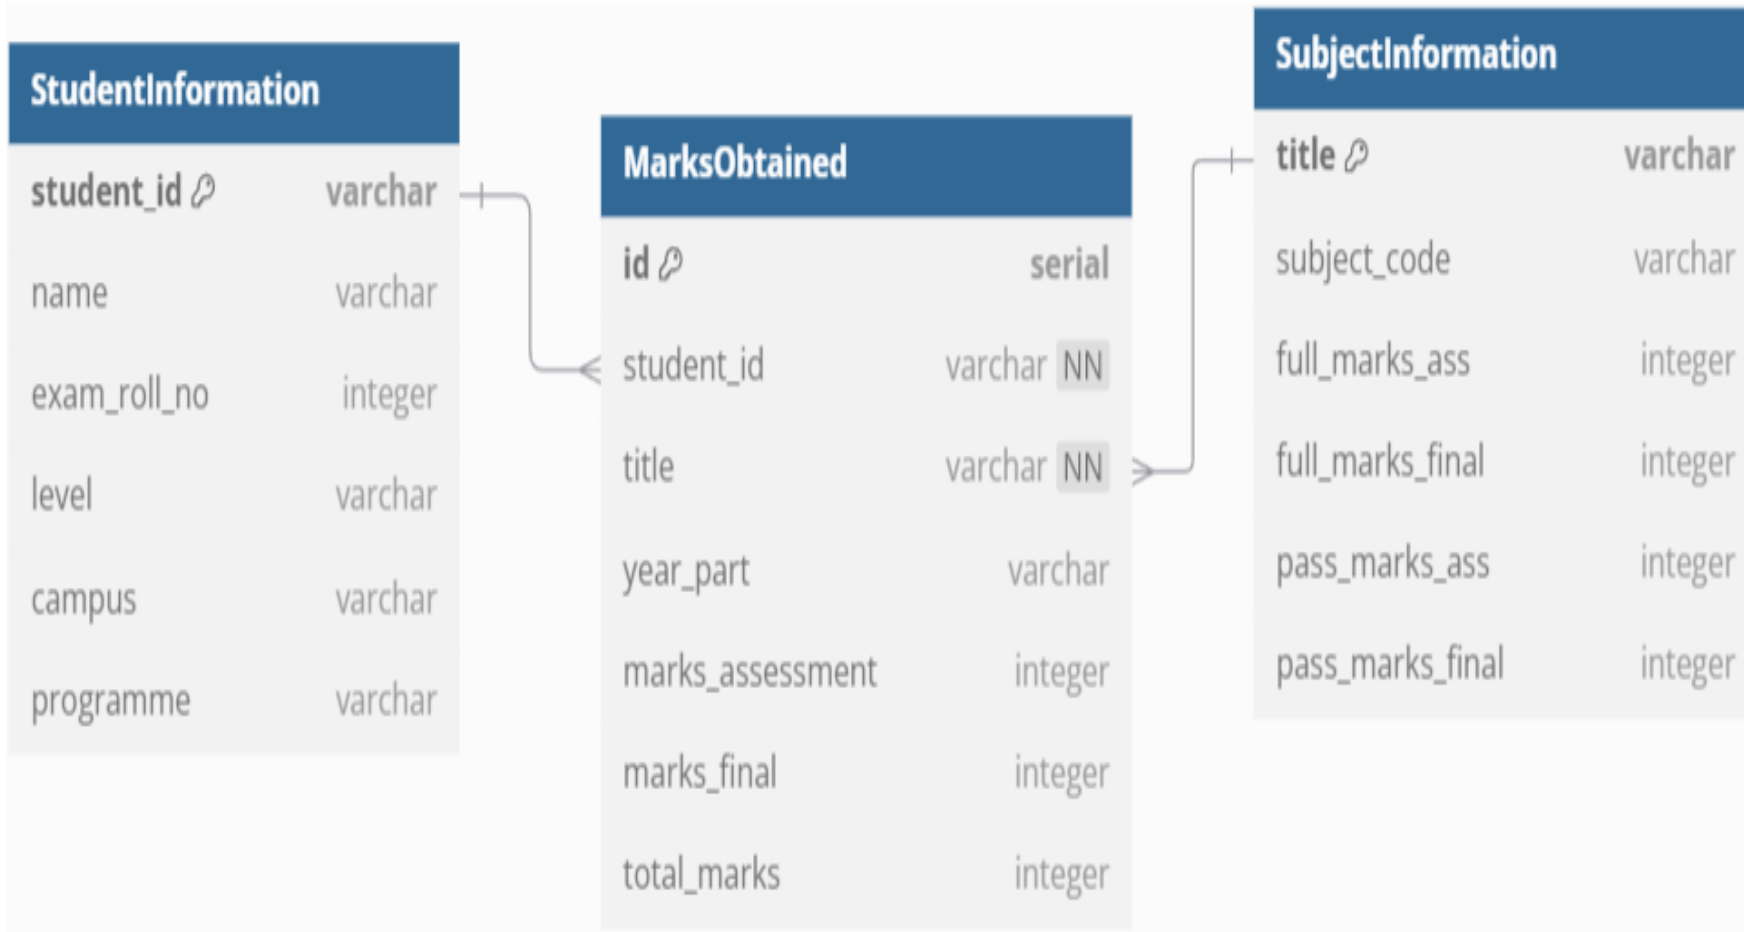 StudentInformation
student_id varchar
name varchar
exam_roll_no integer
level varchar
campus varchar
programme varchar
MarksObtained
id serial
student_id varchar NN
title varchar NN
year_part varchar
marks_assessment integer
marks_final integer
total_marks integer
SubjectInformation
title varchar
subject_code varchar
full_marks_ass integer
full_marks_final integer
pass_marks_ass integer
pass_marks_final integer